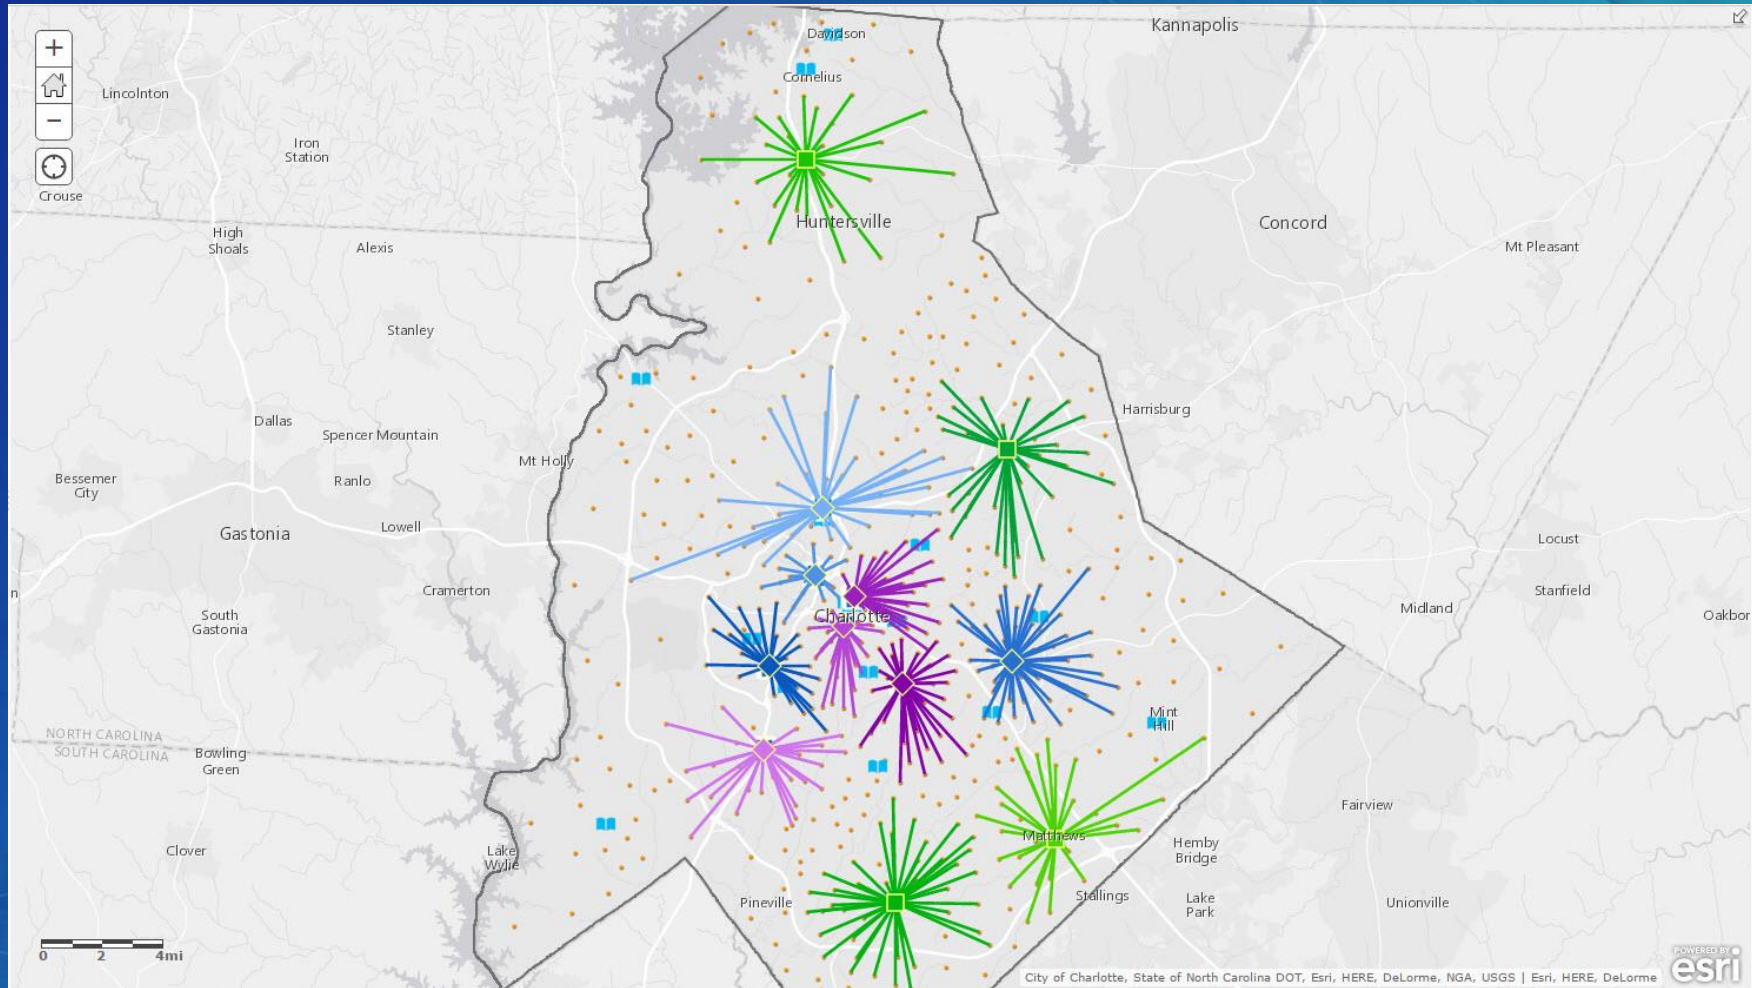 Kannapolis
Davidson
Cornelius
Lincolnton
Iron
Station
Crouse
Huntersville
Concord
High
Shoals
Alexis
Mt Pleasant
Stanley
Harrisburg
Dallas
Spencer Mountain
Mt Holly
Bessemer
City
Ranlo
Gastonia
Lowell
Locust
Cramerton
Stanfield
n
South
Gastonia
Charlotte
Midland
Oakbor
Mint
Hill
NORTH CAROLINA
SOUTH CAROLINA
Bowling
Green
Fairview
Matthews
Hemby
Bridge
Clover
Lake
Wylie
Pineville
Stallings
Lake
Park
Unionville
0 2 4mi
POWERED BY
esri
City of Charlotte, State of North Carolina DOT, Esri, HERE, DeLorme, NGA, USGS | Esri, HERE, DeLorme